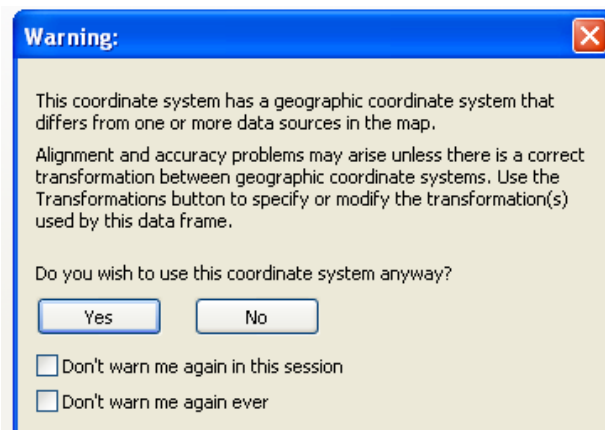 Warning:
This coordinate system has a geographic coordinate system that
differs from one or more data sources in the map.
Alignment and accuracy problems may arise unless there is a correct
transformation between geographic coordinate systems. Use the
Transformations button to specify or modify the transformation(s)
used by this data frame.
Do you wish to use this coordinate system anyway?
Yes No
Don't warn me again in this session
Don't warn me again ever